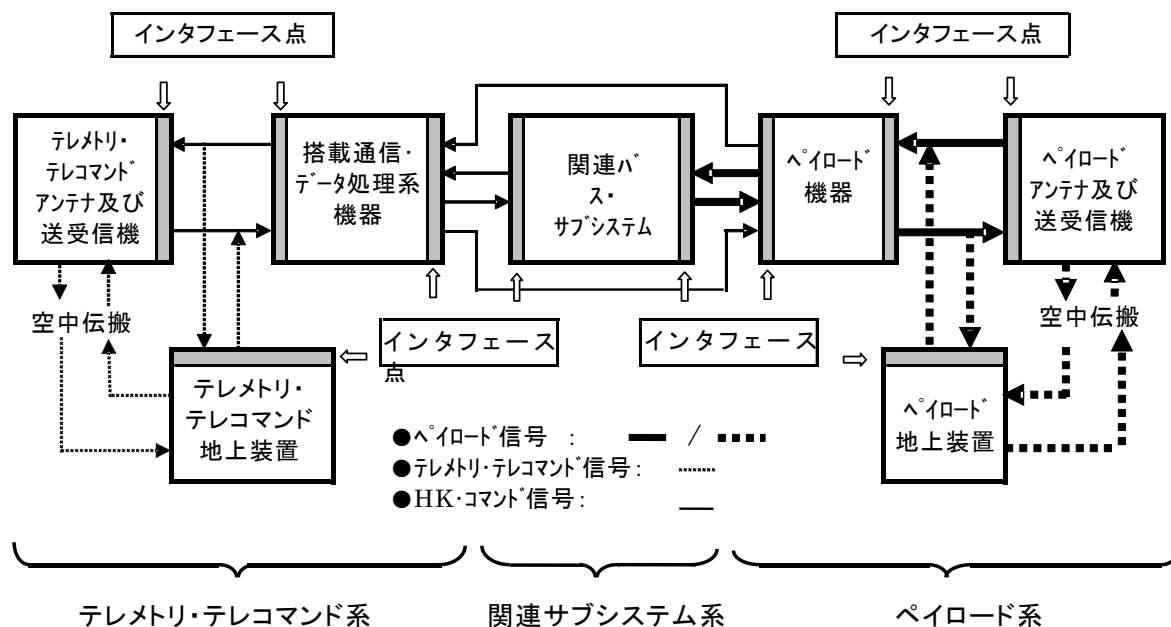 インタフェース点
インタフェース点
テレメトリ・
テレコマンド
アンテナ及び
送受信機
搭載通信・
データ処理系
機器
関連バ
ス・
サブシステム
ペイロード
機器
ペイロード
アンテナ及び
送受信機
空中伝搬
空中伝搬
インタフェース
点
インタフェース
テレメトリ・
テレコマンド
地上装置
ペイロード
地上装置
●ペイロード信号 : /
●テレメトリ・テレコマンド信号:
●HK・コマンド信号:
テレメトリ・テレコマンド系
関連サブシステム系
ペイロード系